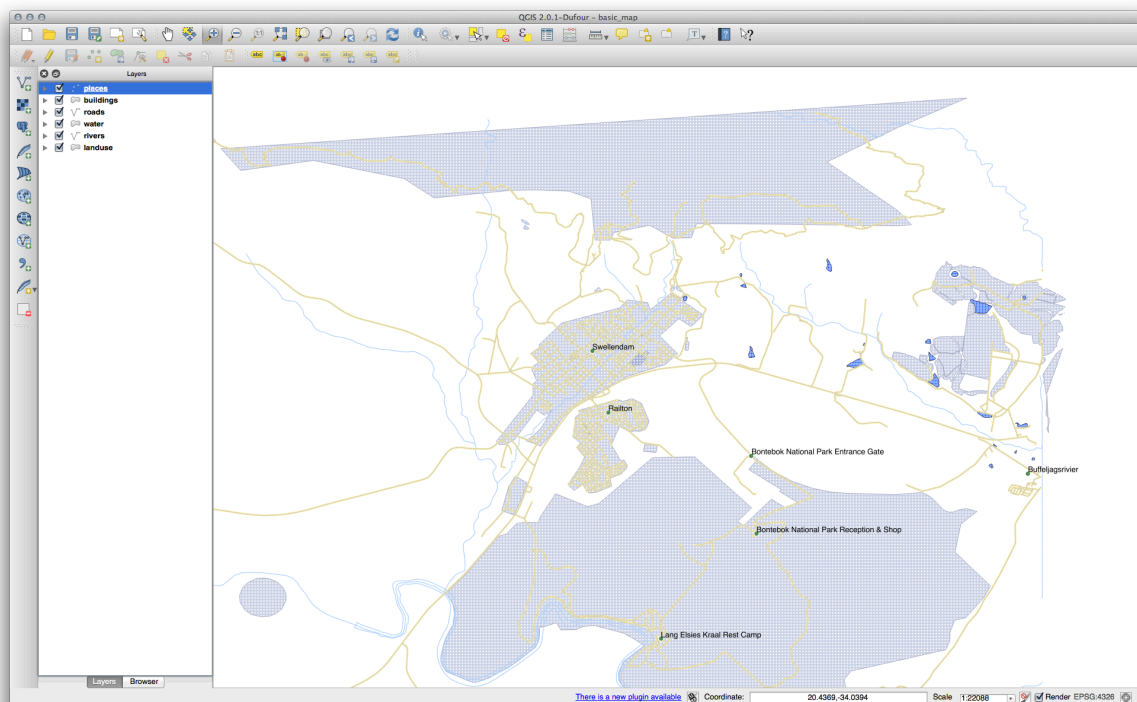 QGIS 2.0.1-Dufour - basic_map
Layers
places
buildings
roads
water
rivers
landuse
Swellendam
Railton
Bontebok National Park Entrance Gate
Buffeljagsrivier
Bontebok National Park Reception & Shop
Lang Elsies Kraal Rest Camp
Layers Browser
There is a new plugin available Coordinate: 20.4369,-34.0394 Scale 1:22088 Render EPSG:4326